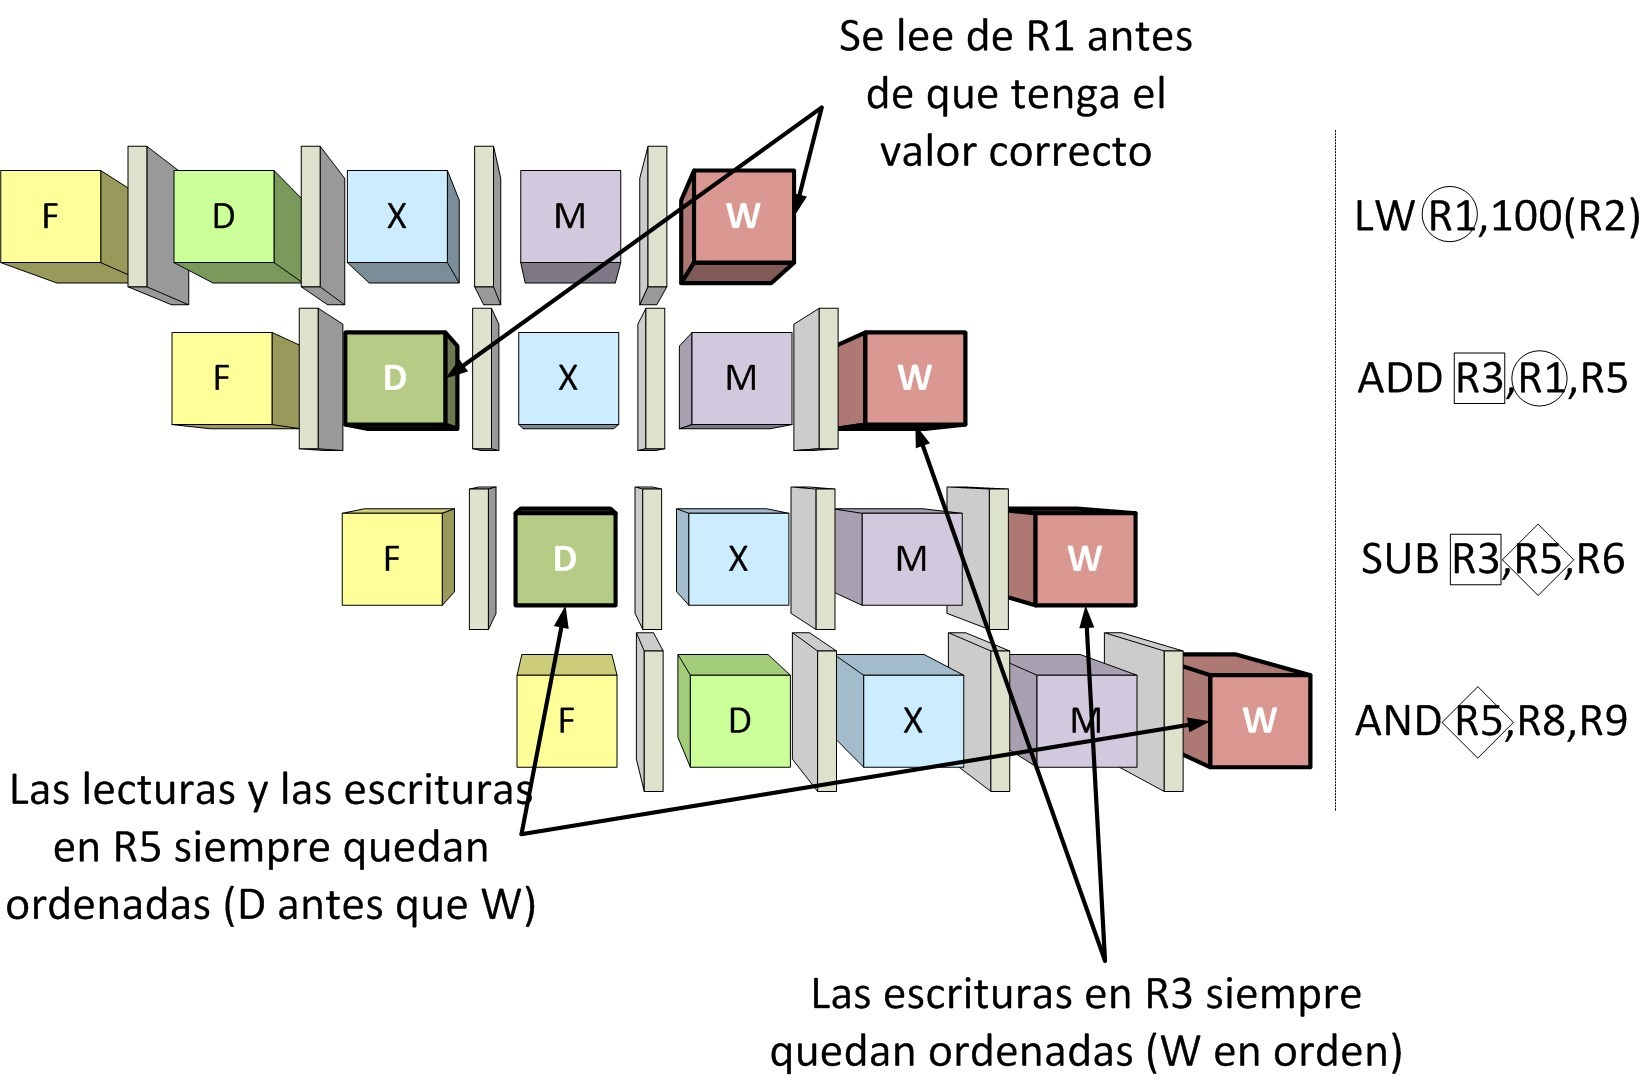 Se lee de R1 antes
de que tenga el
valor correcto
F D X M W LW R1,100(R2)
F D X M W ADD R3,R1,R5
F D X M W SUB R3,R5,R6
F D X M W AND R5,R8,R9
Las lecturas y las escrituras
en R5 siempre quedan
ordenadas (D antes que W)
Las escrituras en R3 siempre
quedan ordenadas (W en orden)